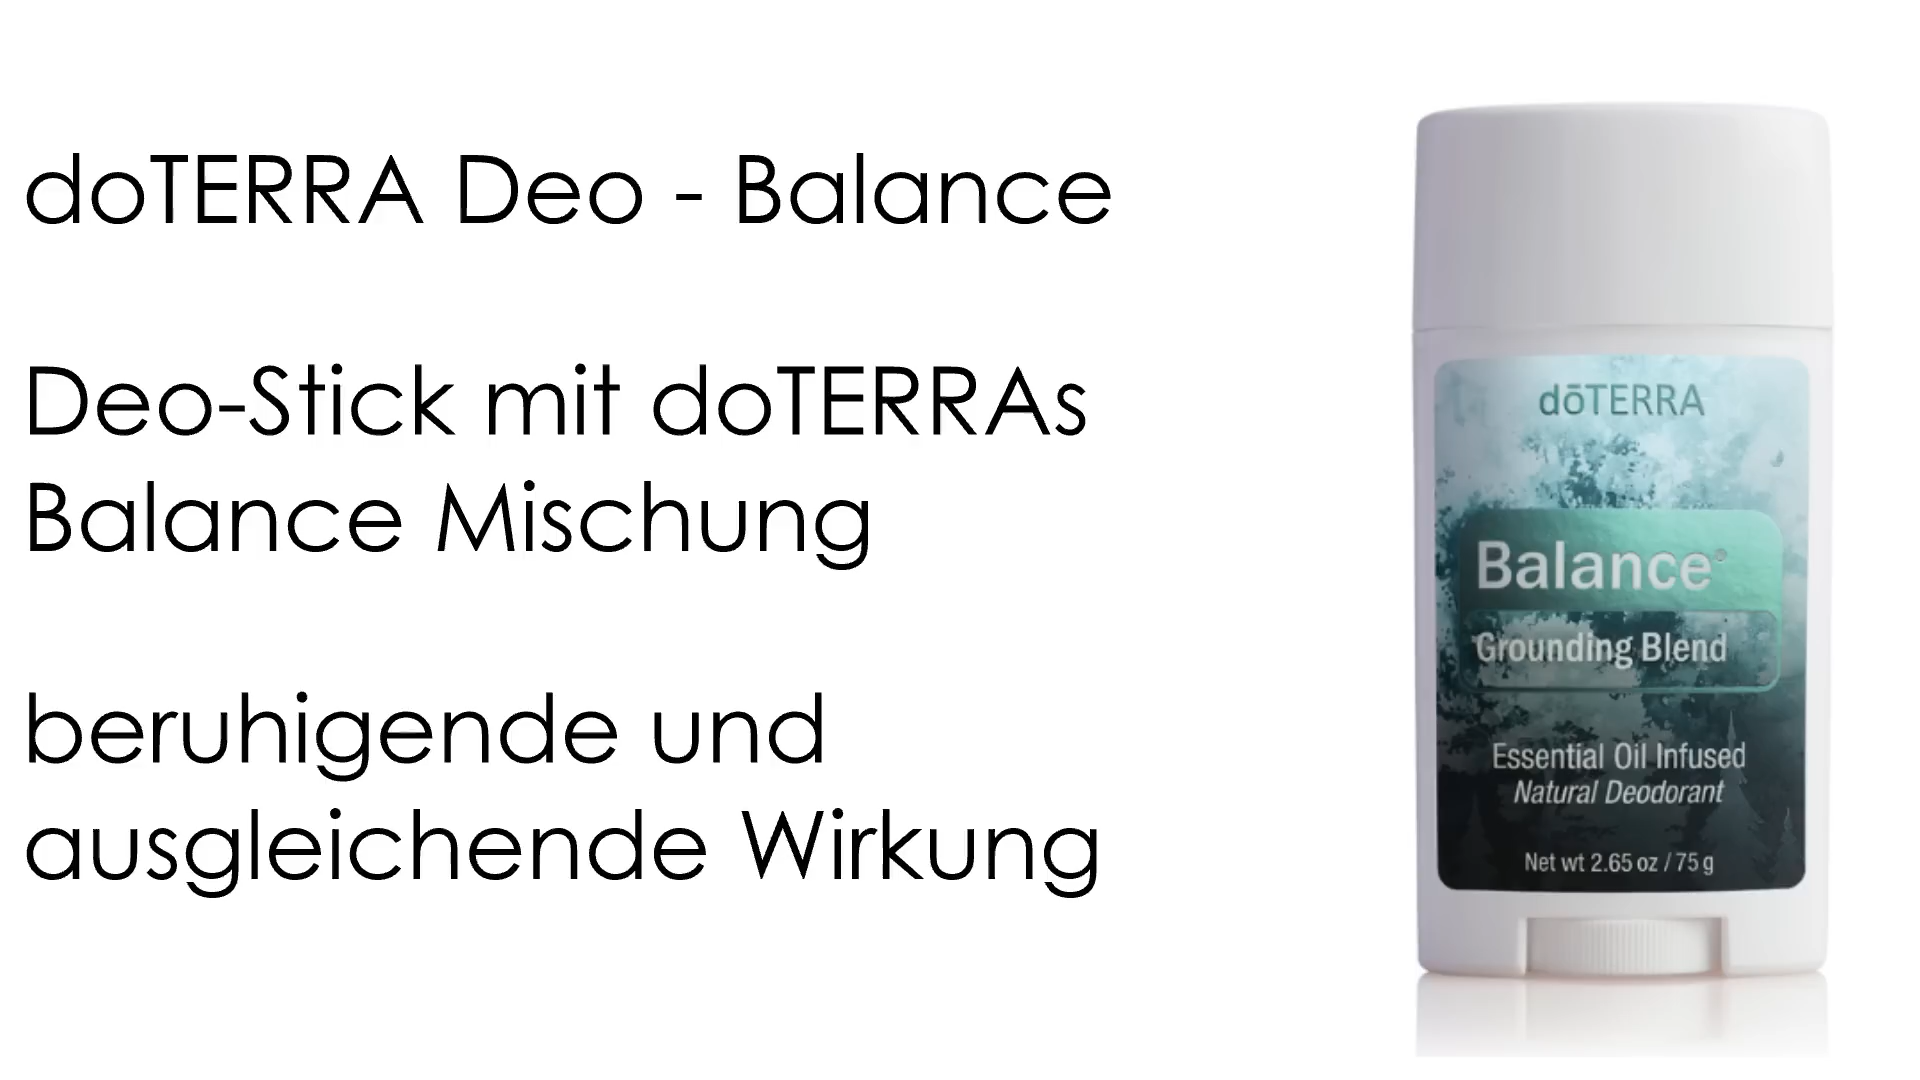 doTERRA Deo - Balance
Deo-Stick mit doTERRAs
Balance Mischung
beruhigende und
ausgleichende Wirkung
dōTERRA
Balance®
Grounding Blend
Essential Oil Infused
Natural Deodorant
Net wt 2.65 oz / 75 g